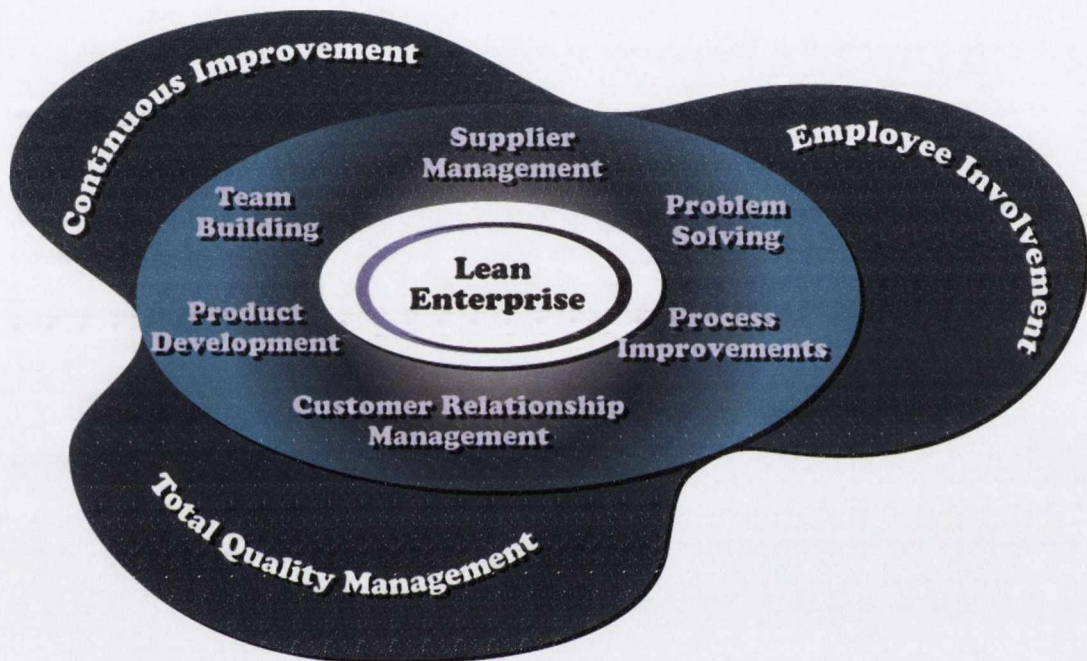 Continuous Improvement
Employee Involvement
Supplier
Management
Team
Building
Problem
Solving
Lean
Enterprise
Product
Development
Process
Improvements
Customer Relationship
Management
Total Quality Management